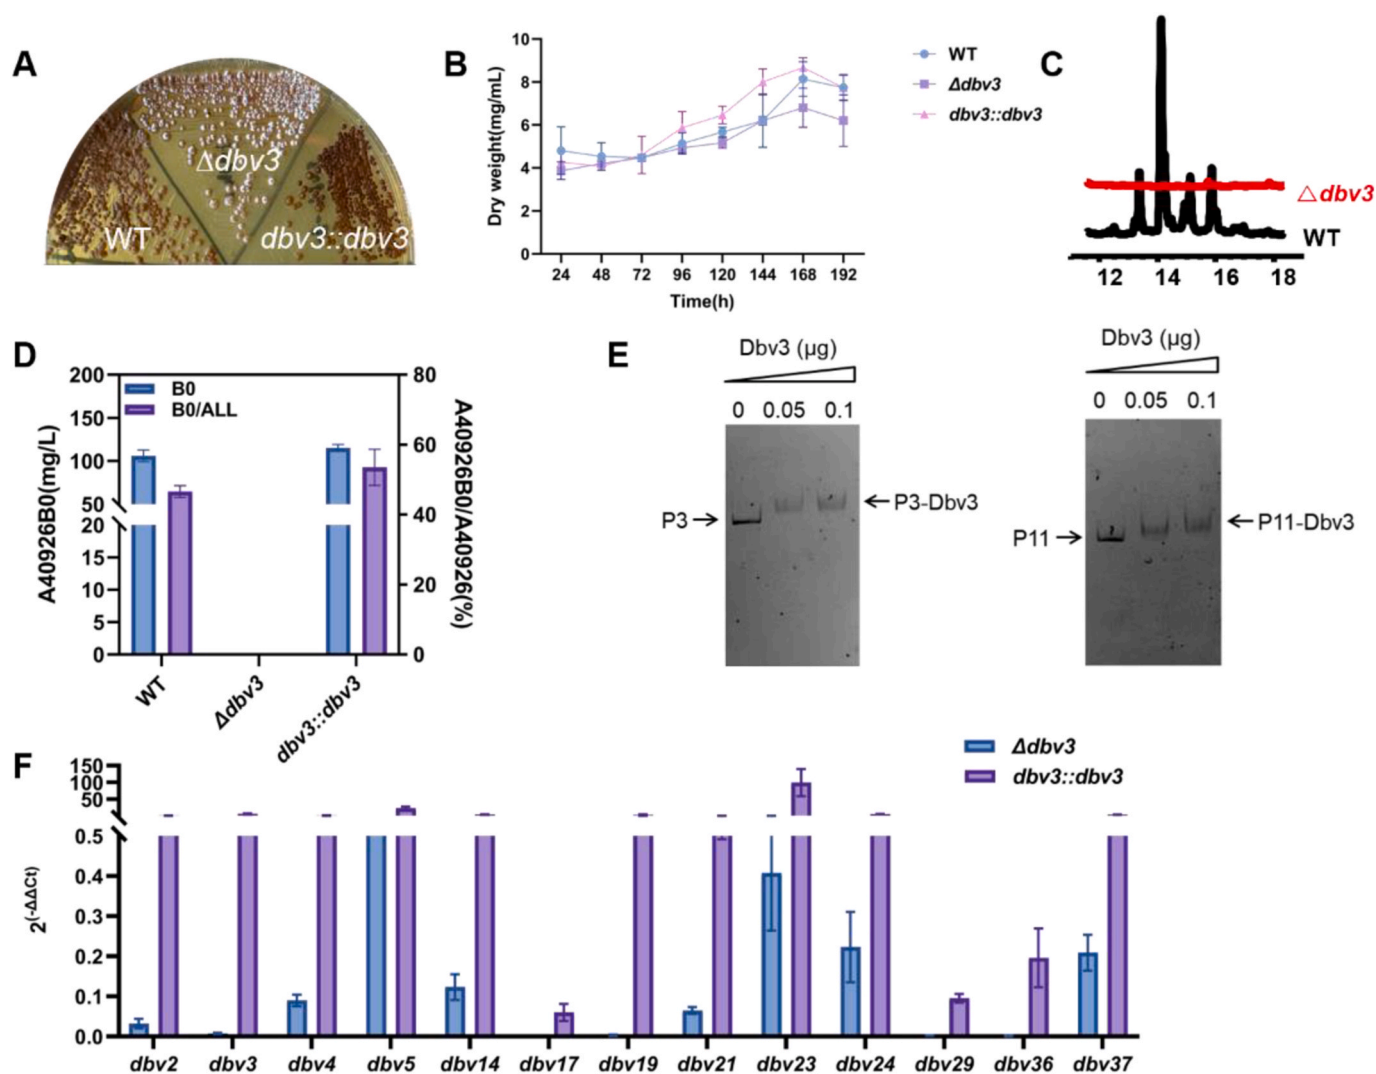 A
Δdbv3
WT
dbv3::dbv3
B
10
8
6
4
2
0
Dry weight(mg/mL)
24 48 72 96 120 144 168 192
Time(h)
WT
Δdbv3
dbv3::dbv3
C
△dbv3
WT
12 14 16 18
D
200
150
100
50
20
15
10
5
0
A40926B0(mg/L)
B0
B0/ALL
80
60
40
20
0
A40926B0/A40926(%)
WT
Δdbv3
dbv3::dbv3
E
Dbv3 (µg)
0 0.05 0.1
P3
P3-Dbv3
Dbv3 (µg)
0 0.05 0.1
P11
P11-Dbv3
F
150
100
50
0.5
0.4
0.3
0.2
0.1
0.0
2(-ΔΔCt)
Δdbv3
dbv3::dbv3
dbv2 dbv3 dbv4 dbv5 dbv14 dbv17 dbv19 dbv21 dbv23 dbv24 dbv29 dbv36 dbv37